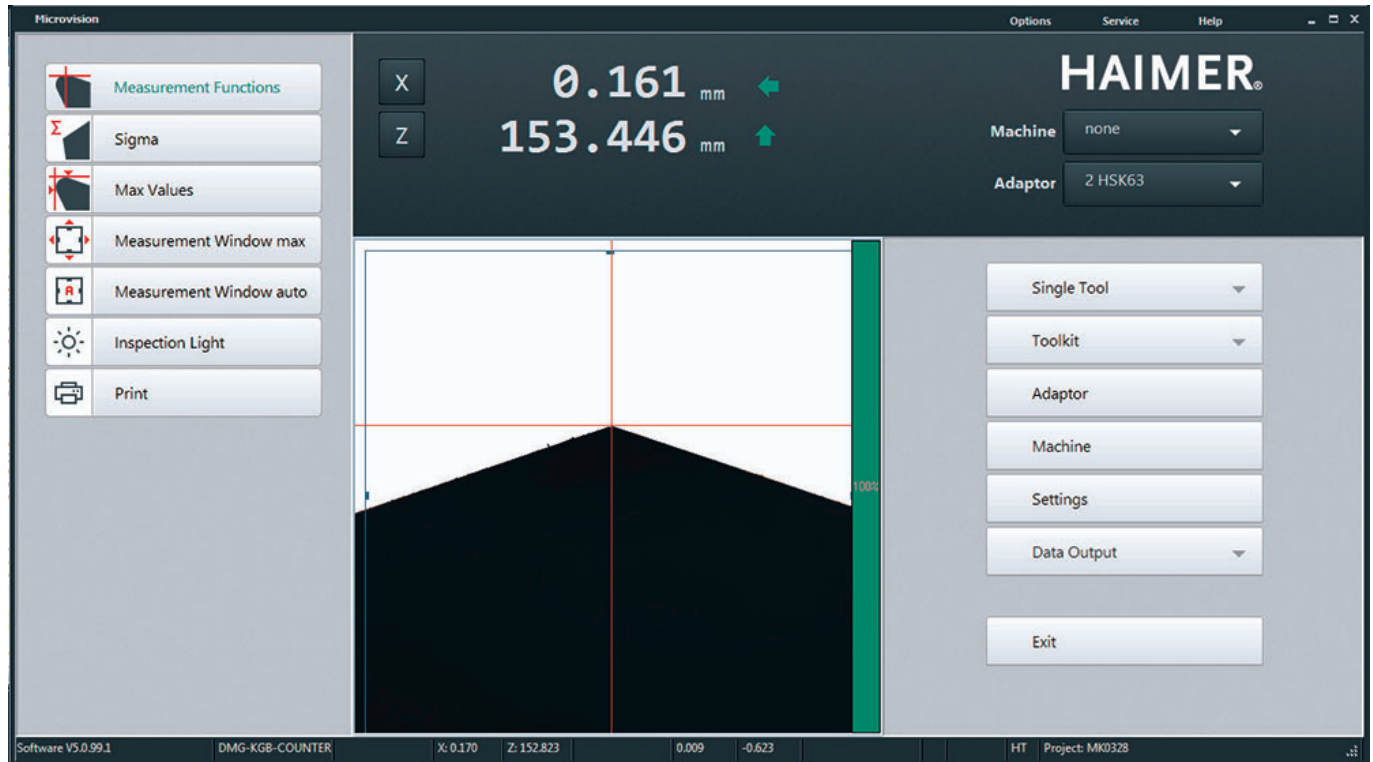 Microvision
Options Service Help
Measurement Functions
Σ
Sigma
Max Values
Measurement Window max
A
Measurement Window auto
Inspection Light
Print
X 0.161 mm
Z 153.446 mm
HAIMER®
Machine none
Adaptor 2 HSK63
100%
Single Tool
Toolkit
Adaptor
Machine
Settings
Data Output
Exit
Software V5.0.99.1 DMG-KGB-COUNTER X: 0.170 Z: 152.823 0.009 -0.623 HT Project: MK0328